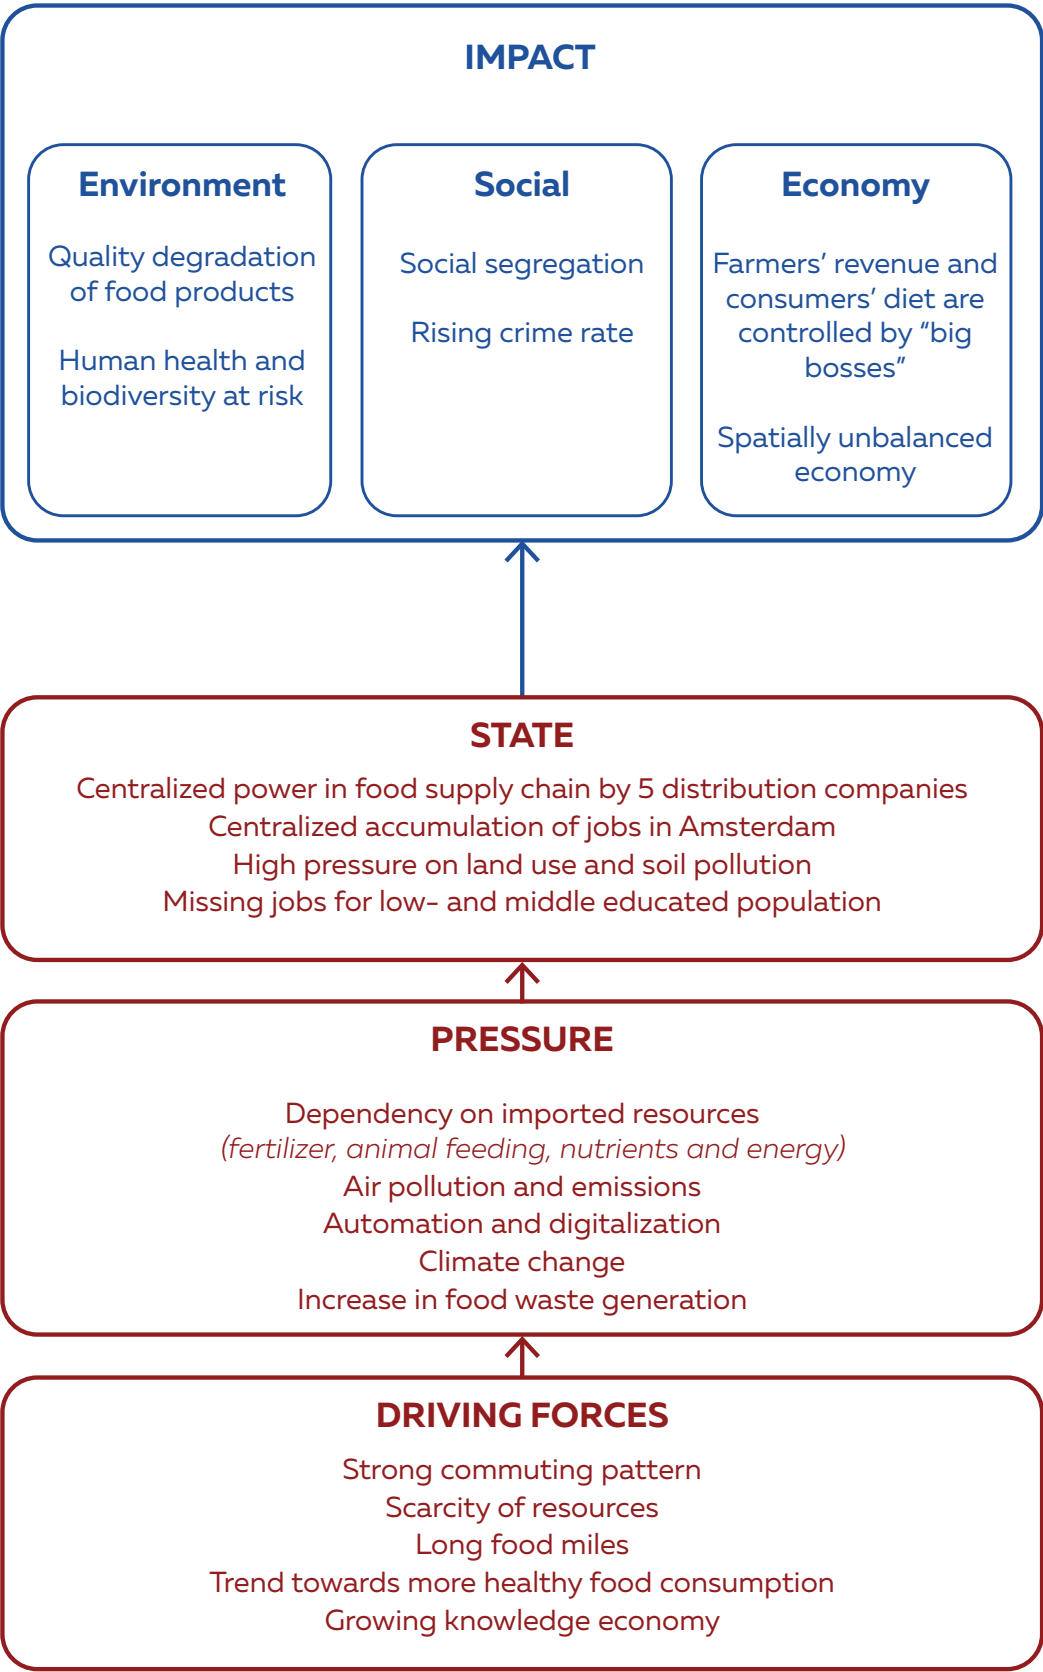 IMPACT
Environment
Quality degradation
of food products
Human health and
biodiversity at risk
Social
Social segregation
Rising crime rate
Economy
Farmers’ revenue and
consumers’ diet are
controlled by “big
bosses”
Spatially unbalanced
economy
STATE
Centralized power in food supply chain by 5 distribution companies
Centralized accumulation of jobs in Amsterdam
High pressure on land use and soil pollution
Missing jobs for low- and middle educated population
PRESSURE
Dependency on imported resources
(fertilizer, animal feeding, nutrients and energy)
Air pollution and emissions
Automation and digitalization
Climate change
Increase in food waste generation
DRIVING FORCES
Strong commuting pattern
Scarcity of resources
Long food miles
Trend towards more healthy food consumption
Growing knowledge economy